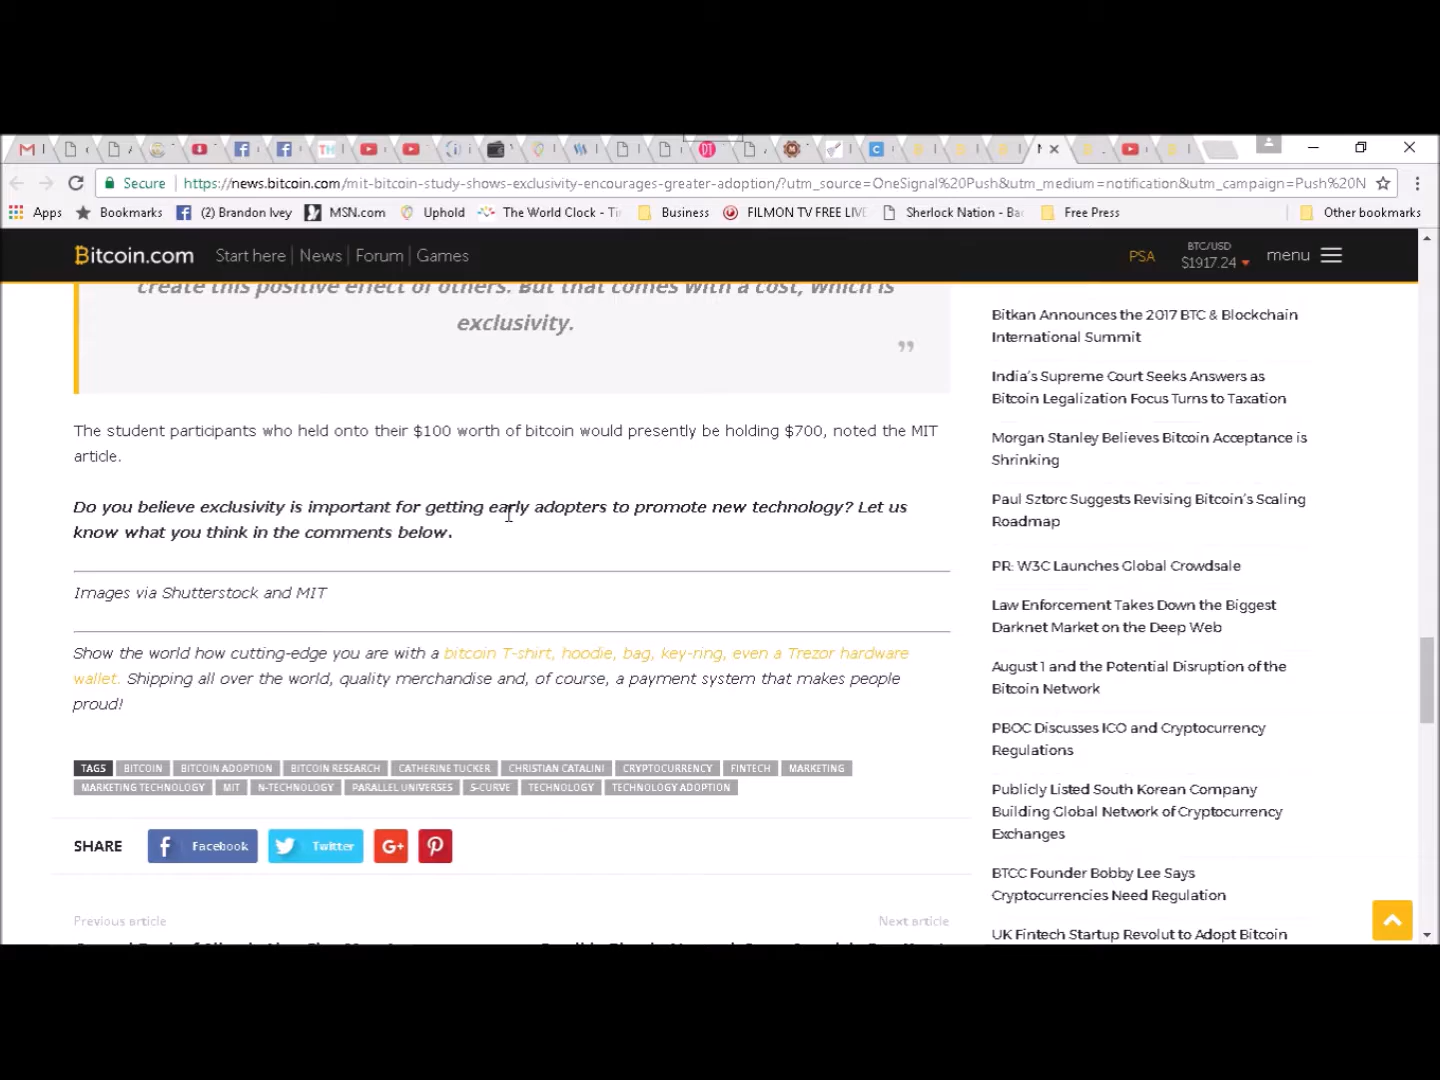 Secure
https://news.bitcoin.com/mit-bitcoin-study-shows-exclusivity-encourages-greater-adoption/?utm_source=OneSignal%20Push&utm_medium=notification&utm_campaign=Push%20N
Apps
Bookmarks
(2) Brandon Ivey
MSN.com
Uphold
The World Clock - Ti
Business
FILMON TV FREE LIVE
Sherlock Nation - Ba
Free Press
Other bookmarks
Bitcoin.com
Start here | News | Forum | Games
PSA
BTC/USD
$1917.24
menu
create this positive effect of others. But that comes with a cost, which is
exclusivity.
”
The student participants who held onto their $100 worth of bitcoin would presently be holding $700, noted the MIT
article.
Do you believe exclusivity is important for getting early adopters to promote new technology? Let us
know what you think in the comments below.
Images via Shutterstock and MIT
Show the world how cutting-edge you are with a bitcoin T-shirt, hoodie, bag, key-ring, even a Trezor hardware
wallet. Shipping all over the world, quality merchandise and, of course, a payment system that makes people
proud!
TAGS BITCOIN BITCOIN ADOPTION BITCOIN RESEARCH CATHERINE TUCKER CHRISTIAN CATALINI CRYPTOCURRENCY FINTECH MARKETING
MARKETING TECHNOLOGY MIT N-TECHNOLOGY PARALLEL UNIVERSES S-CURVE TECHNOLOGY TECHNOLOGY ADOPTION
SHARE Facebook Twitter G+
Previous article
Next article
Bitkan Announces the 2017 BTC & Blockchain
International Summit
India's Supreme Court Seeks Answers as
Bitcoin Legalization Focus Turns to Taxation
Morgan Stanley Believes Bitcoin Acceptance is
Shrinking
Paul Sztorc Suggests Revising Bitcoin's Scaling
Roadmap
PR: W3C Launches Global Crowdsale
Law Enforcement Takes Down the Biggest
Darknet Market on the Deep Web
August 1 and the Potential Disruption of the
Bitcoin Network
PBOC Discusses ICO and Cryptocurrency
Regulations
Publicly Listed South Korean Company
Building Global Network of Cryptocurrency
Exchanges
BTCC Founder Bobby Lee Says
Cryptocurrencies Need Regulation
UK Fintech Startup Revolut to Adopt Bitcoin